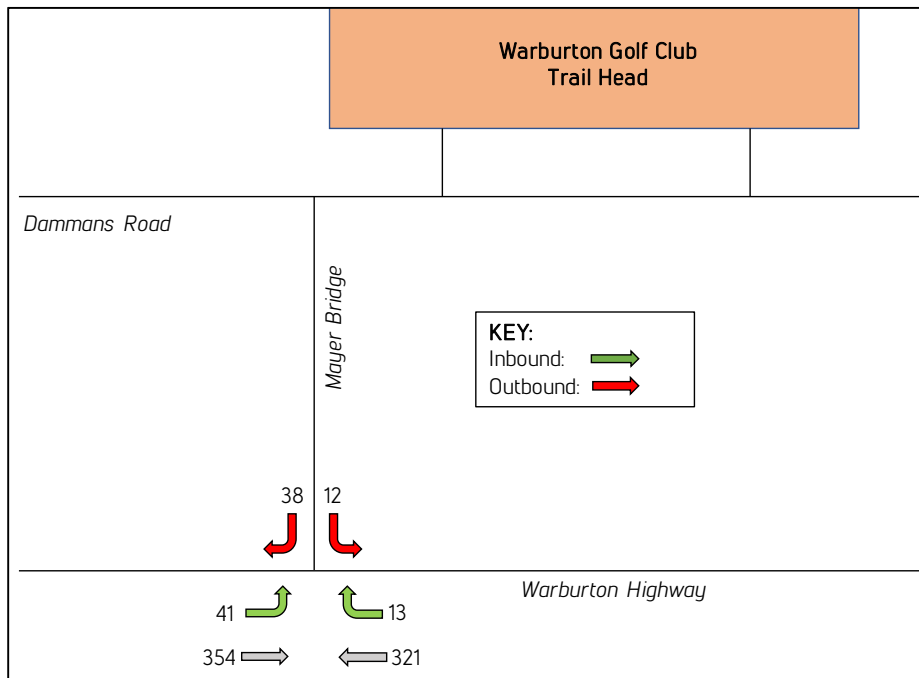 Warburton Golf Club
Trail Head
Dammans Road
Mayer Bridge
KEY:
Inbound:
Outbound:
38 12
Warburton Highway
41 13
354 321